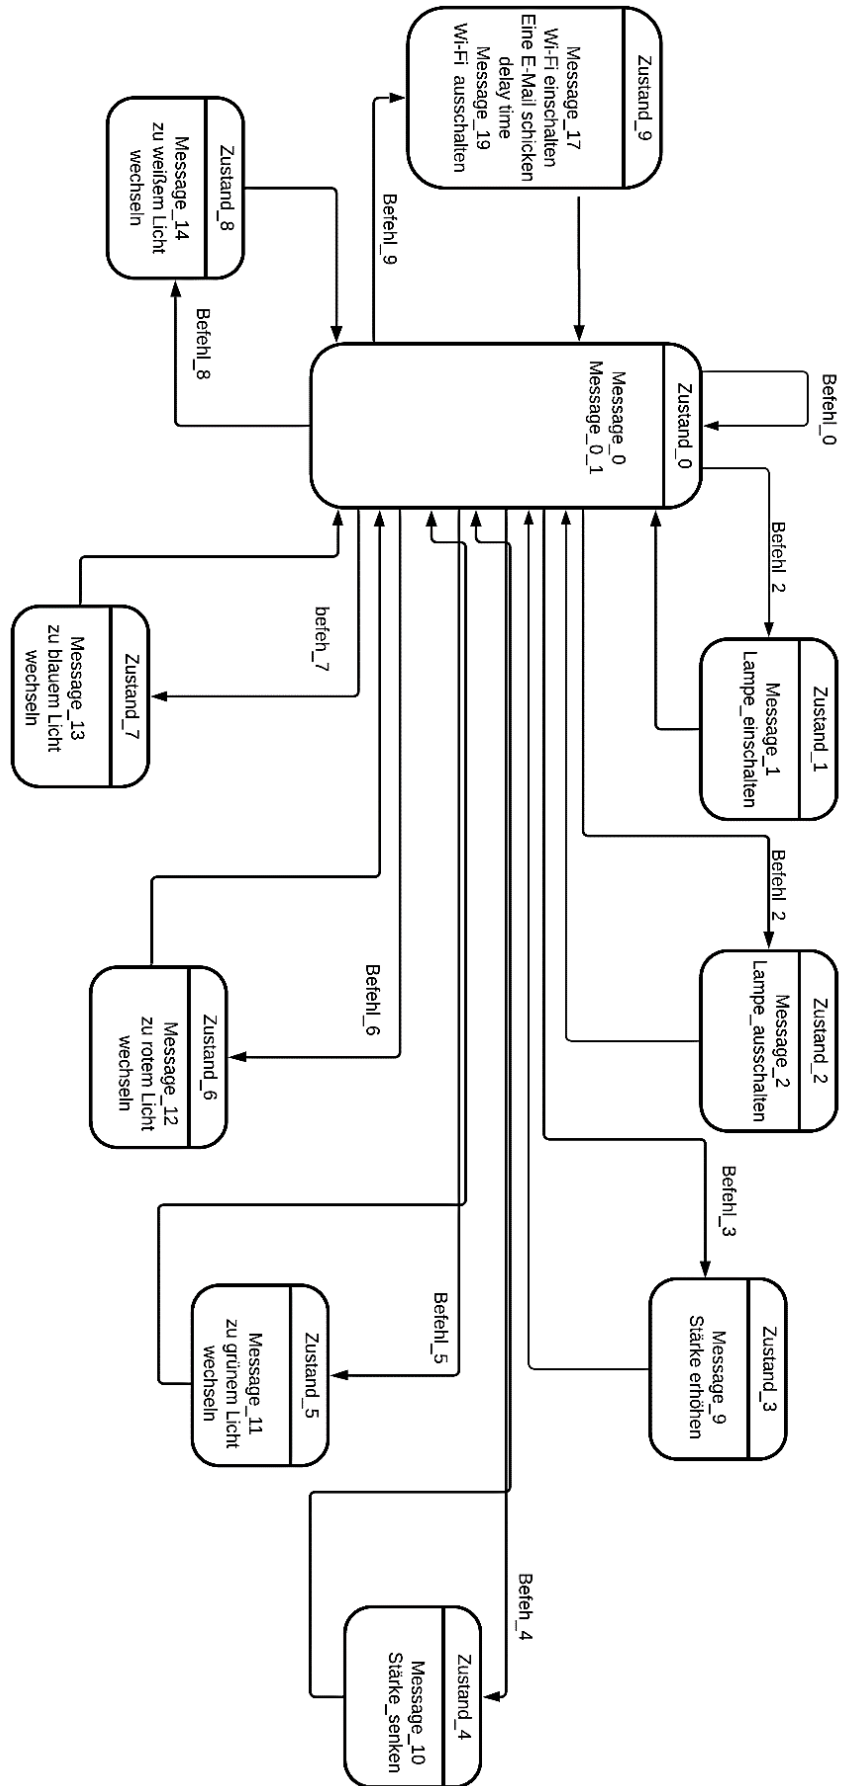 Zustand_9
Message_17
Wi-Fi einschalten
Eine E-Mail schicken
delay time
Message_19
Wi-Fi ausschalten
Befehl_9
Zustand_8
Message_14
zu weißem Licht
wechseln
Befehl_8
Befehl_0
Zustand_0
Message_0
Message_0_1
Befehl_2
Zustand_1
Message_1
Lampe_einschalten
Befehl_2
Zustand_2
Message_2
Lampe_ausschalten
Befehl_3
Zustand_3
Message_9
Stärke erhöhen
Befeh_4
Zustand_4
Message_10
Stärke_senken
Befehl_5
Zustand_5
Message_11
zu grünem Licht
wechseln
Befehl_6
Zustand_6
Message_12
zu rotem Licht
wechseln
befeh_7
Zustand_7
Message_13
zu blauem Licht
wechseln